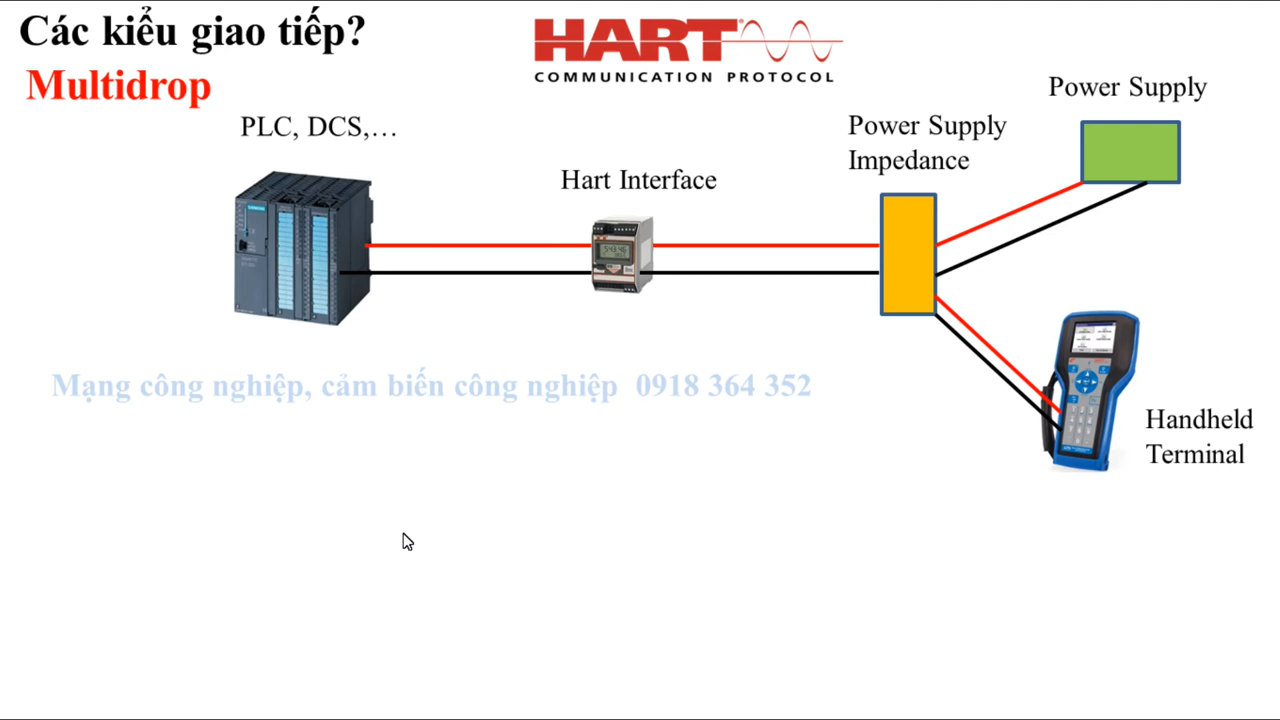 Các kiểu giao tiếp?
HART
COMMUNICATION PROTOCOL
Multidrop
Power Supply
PLC, DCS,...
Power Supply
Impedance
Hart Interface
Mạng công nghiệp, cảm biến công nghiệp 0918 364 352
Handheld
Terminal